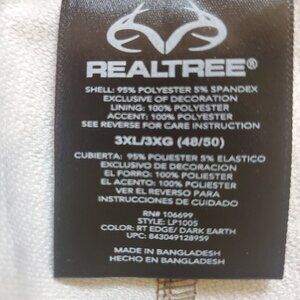 REALTREE®
SHELL: 95% POLYESTER 5% SPANDEX
EXCLUSIVE OF DECORATION
LINING: 100% POLYESTER
ACCENT: 100% POLYESTER
SEE REVERSE FOR CARE INSTRUCTION
3XL/3XG (48/50)
CUBIERTA: 95% POLIESTER 5% ELASTICO
EXCLUSIVO DE DECORACION
EL FORRO: 100% POLIESTER
EL ACENTO: 100% POLIESTER
VER EL REVERSO PARA
INSTRUCCIONES DE CUIDADO
RN# 106699
STYLE: LP1005
COLOR: RT EDGE/ DARK EARTH
UPC: 843049128959
MADE IN BANGLADESH
HECHO EN BANGLADESH